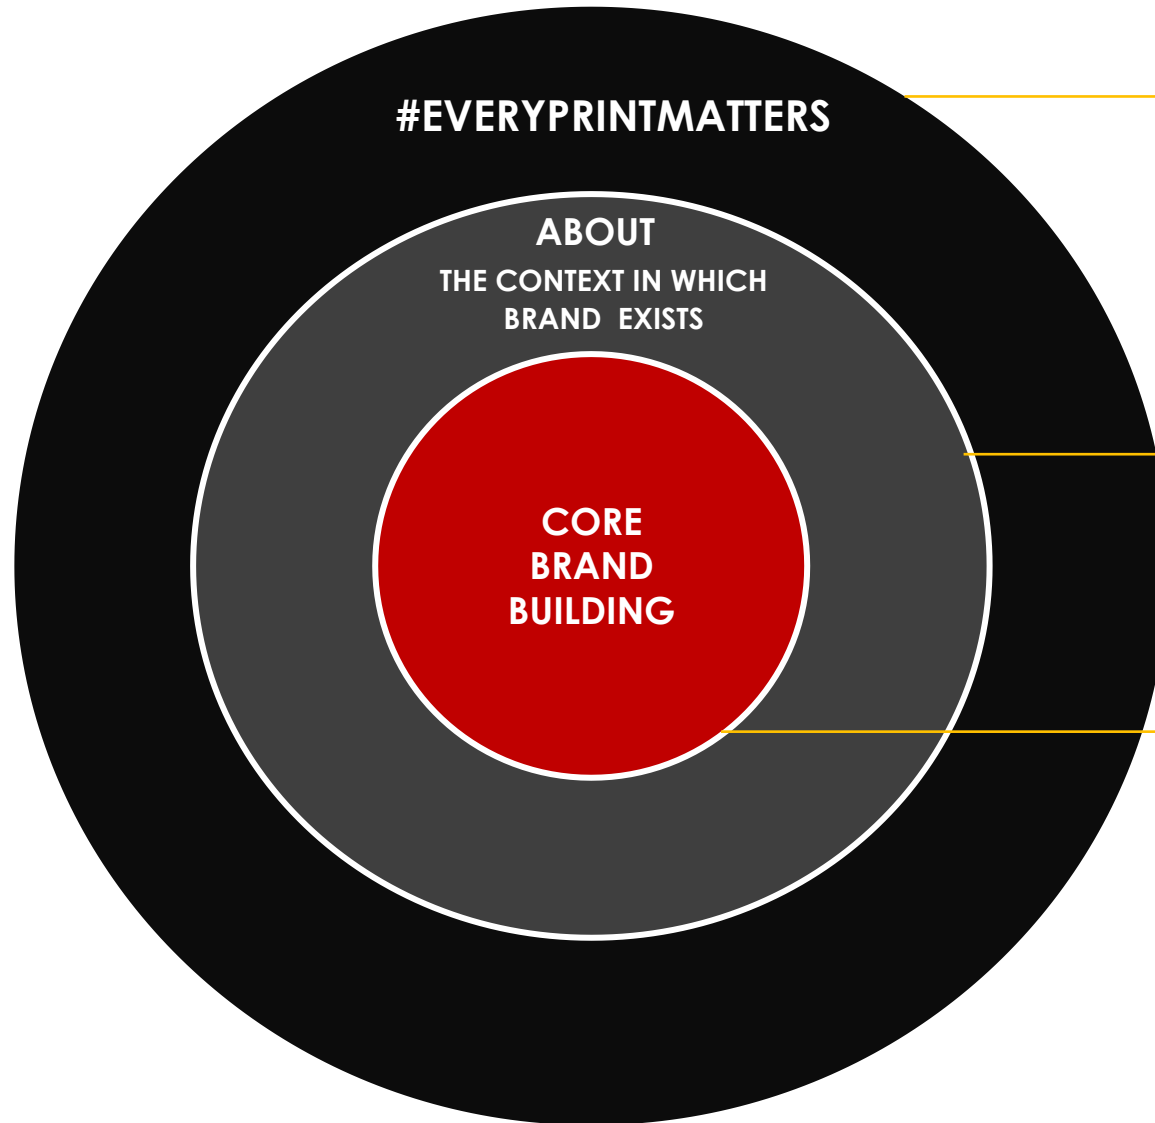 #EVERYPRINTMATTERS
ABOUT
THE CONTEXT IN WHICH
BRAND  EXISTS
CORE
BRAND
BUILDING